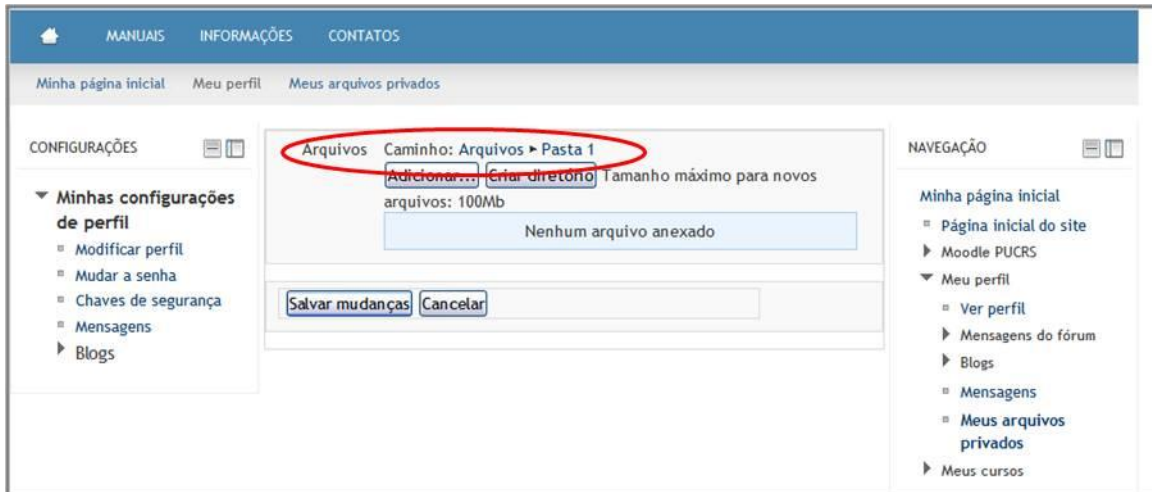 MANUAIS INFORMAÇÕES CONTATOS
Minha página inicial Meu perfil Meus arquivos privados
CONFIGURAÇÕES
Minhas configurações
de perfil
Modificar perfil
Mudar a senha
Chaves de segurança
Mensagens
Blogs
Arquivos Caminho: Arquivos ► Pasta 1
Adicionar... Criar diretório Tamanho máximo para novos
arquivos: 100Mb
Nenhum arquivo anexado
Salvar mudanças Cancelar
NAVEGAÇÃO
Minha página inicial
Página inicial do site
Moodle PUCRS
Meu perfil
Ver perfil
Mensagens do fórum
Blogs
Mensagens
Meus arquivos
privados
Meus cursos